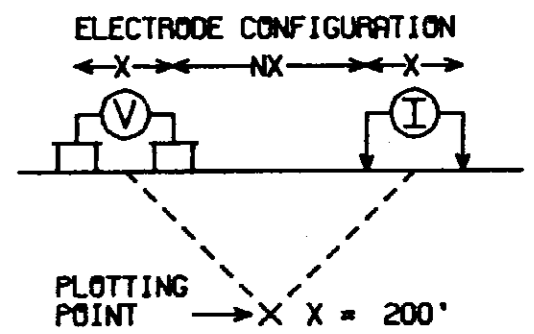 ELECTRODE CONFIGURATION
X NX X
V I
PLOTTING
POINT X X = 200'